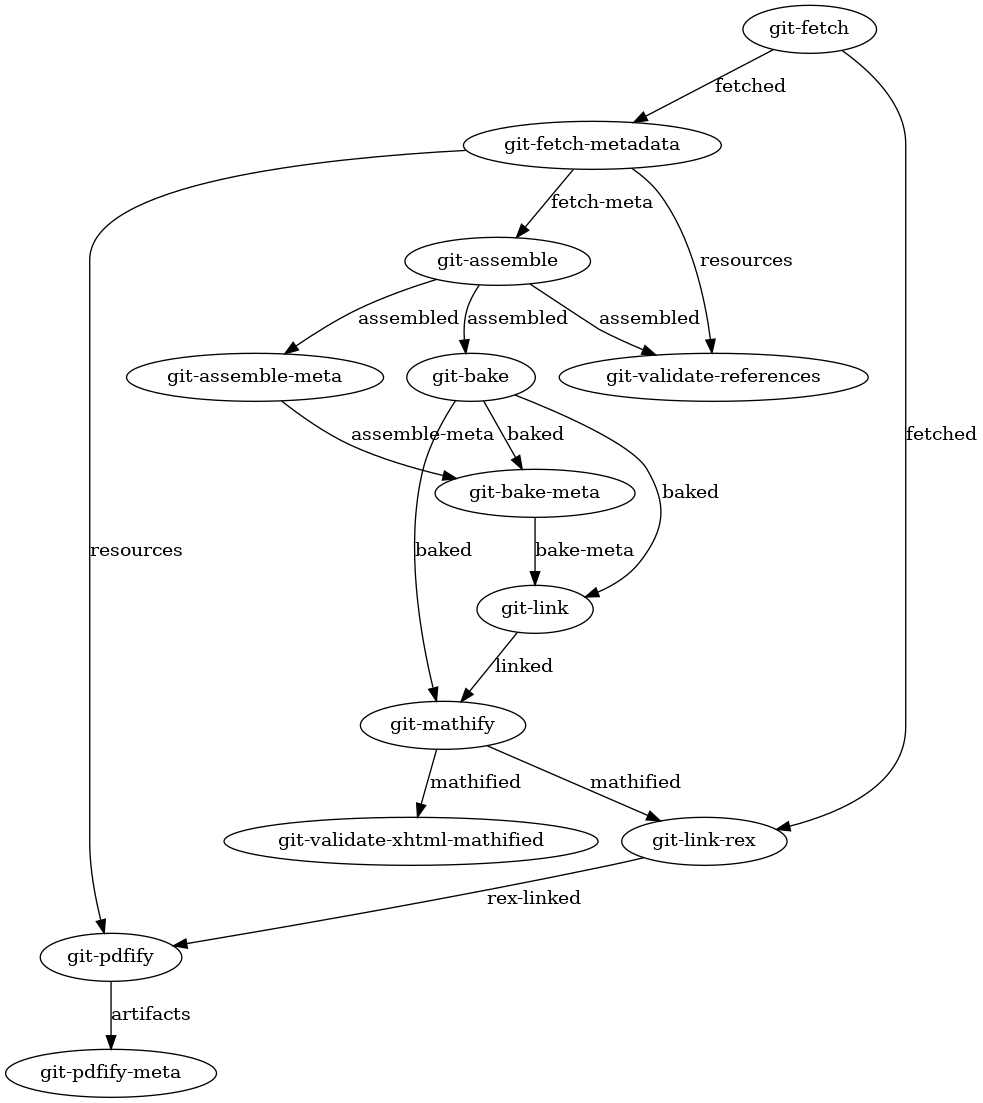 git-fetch
fetched
git-fetch-metadata
fetch-meta
git-assemble
resources
assembled
assembled
assembled
git-assemble-meta
git-bake
git-validate-references
assemble-meta
baked
fetched
git-bake-meta
baked
resources
baked
bake-meta
git-link
linked
git-mathify
mathified
mathified
git-validate-xhtml-mathified
git-link-rex
rex-linked
git-pdfify
artifacts
git-pdfify-meta